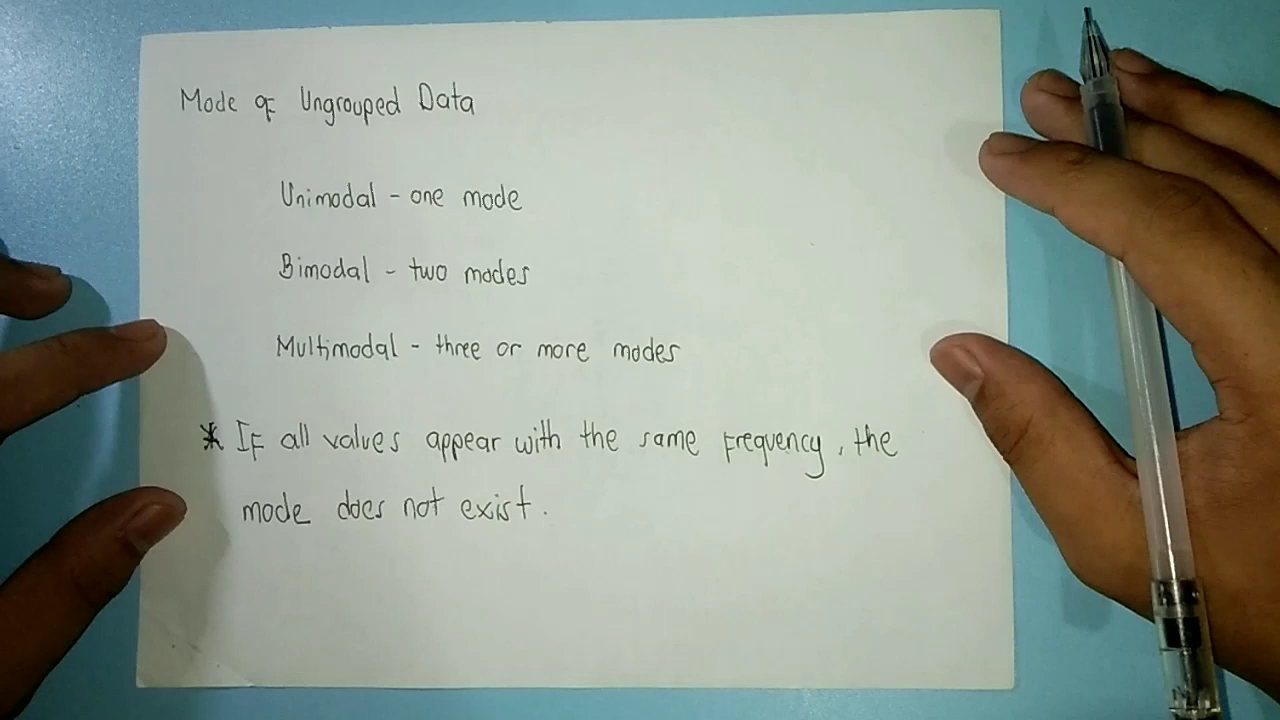 Mode of Ungrouped Data
Unimodal - one mode
Bimodal - two modes
Multimodal - three or more modes
* If all values appear with the same frequency, the
mode does not exist.